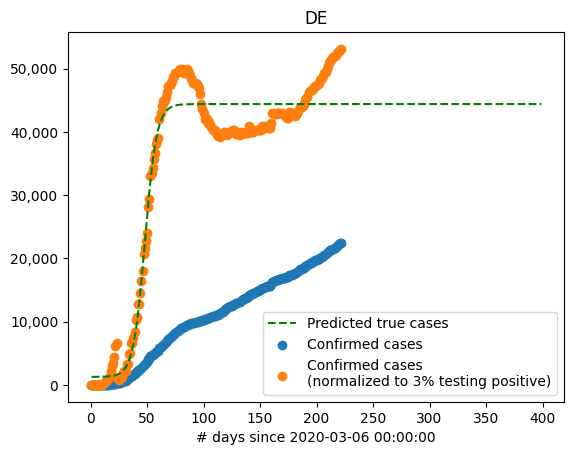 DE
50,000
40,000
30,000
20,000
10,000
0
0 50 100 150 200 250 300 350 400
# days since 2020-03-06 00:00:00
Predicted true cases
Confirmed cases
Confirmed cases
(normalized to 3% testing positive)